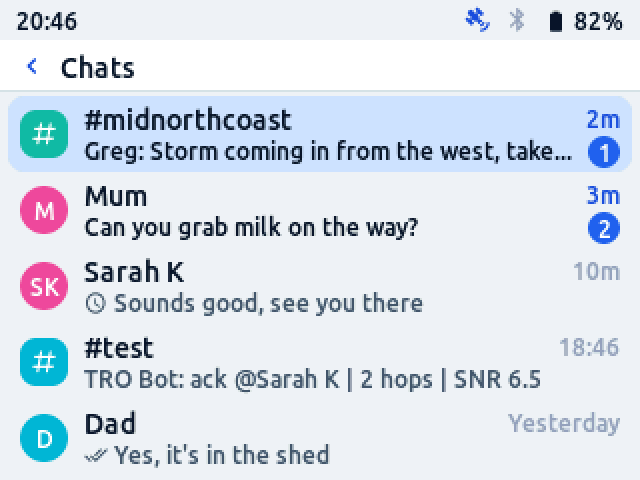 20:46
82%
Chats
#
#midnorthcoast
2m
Greg: Storm coming in from the west, take...
1
M
Mum
3m
Can you grab milk on the way?
2
SK
Sarah K
10m
Sounds good, see you there
#
#test
18:46
TRO Bot: ack @Sarah K | 2 hops | SNR 6.5
D
Dad
Yesterday
Yes, it's in the shed